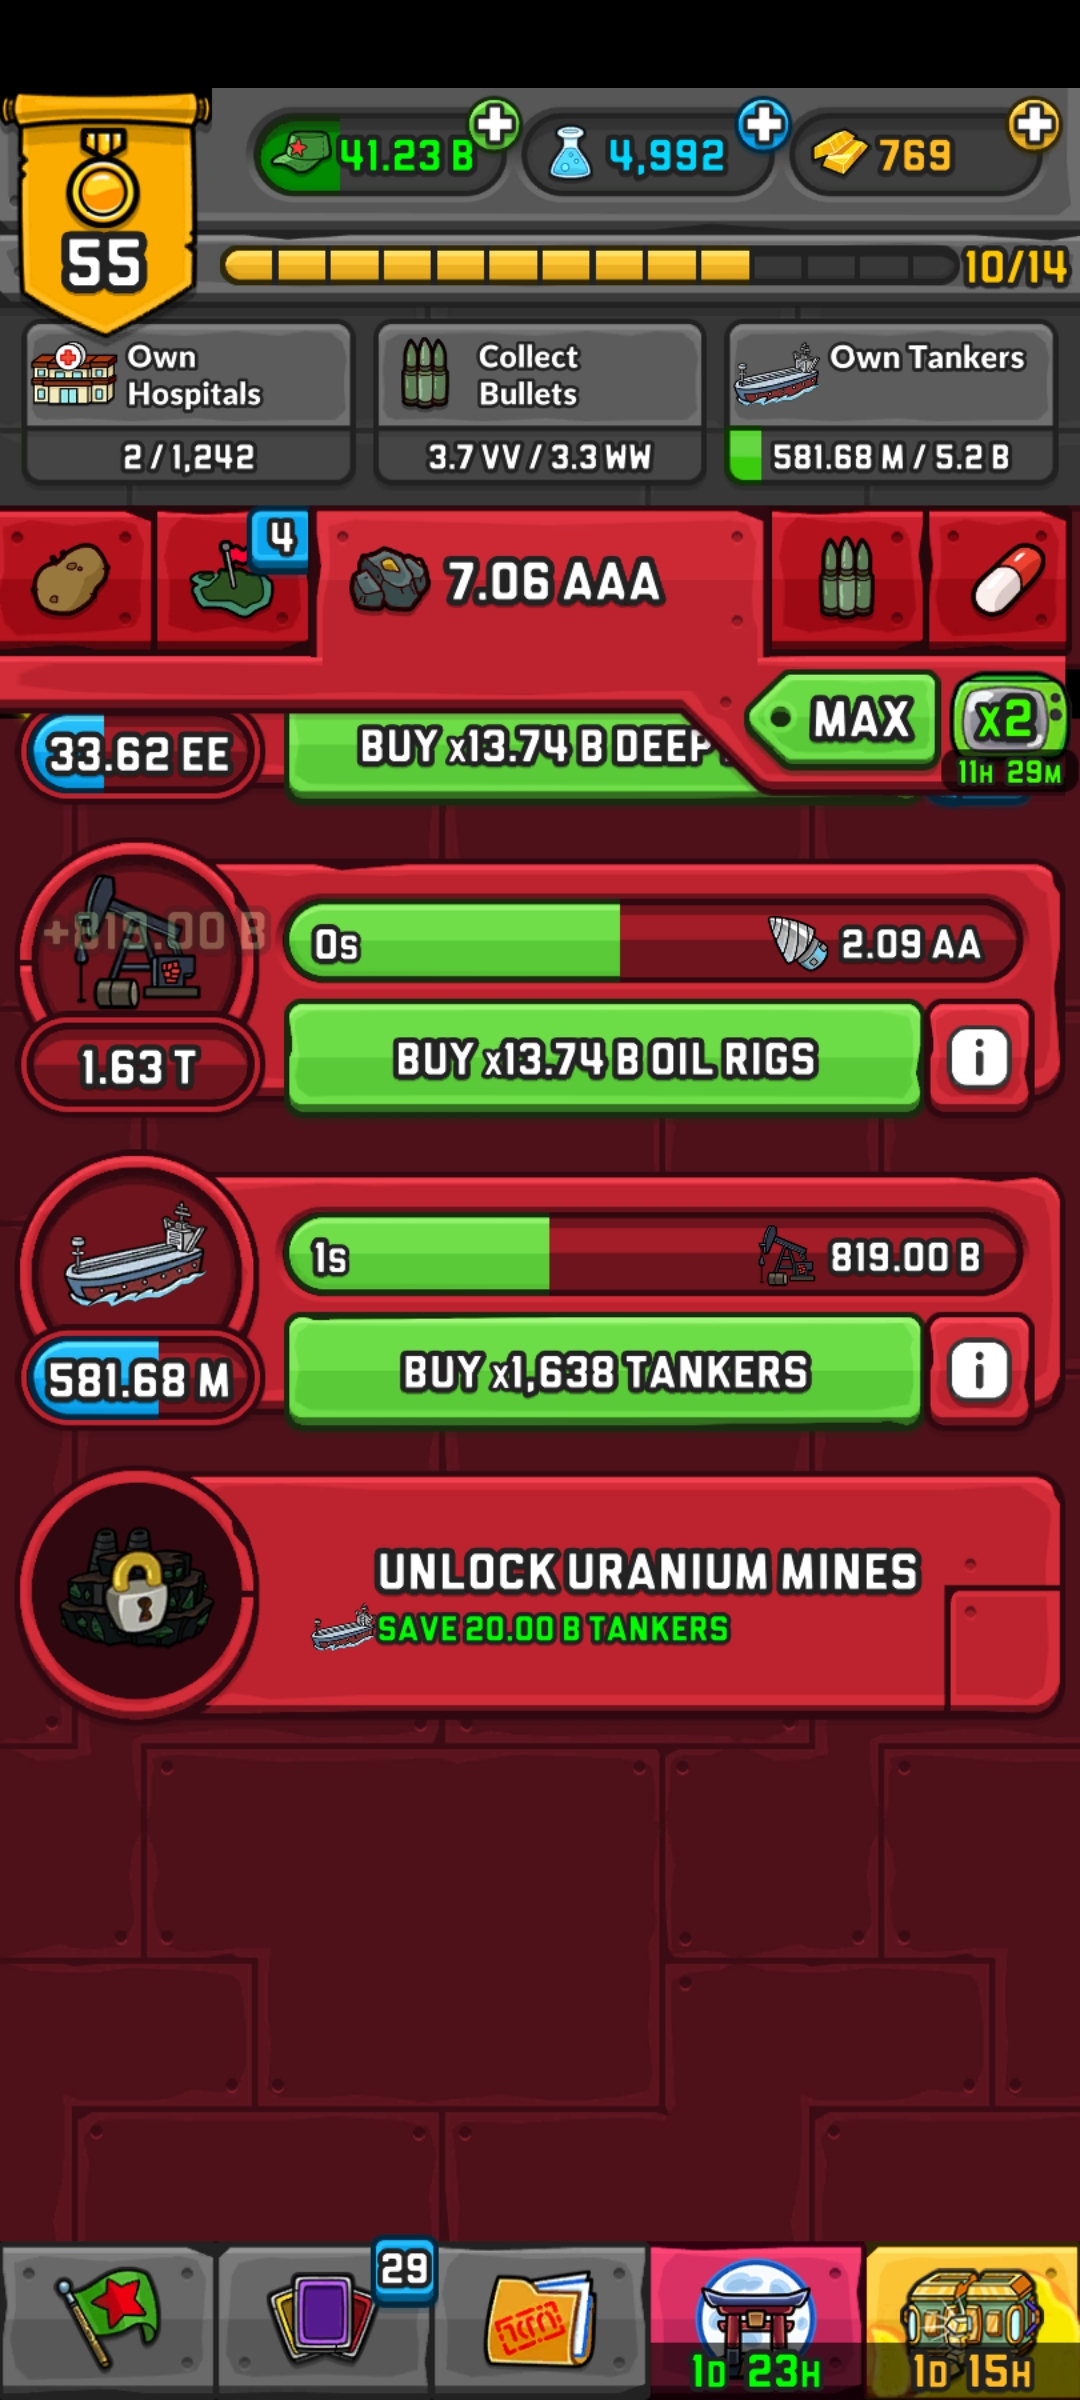 55
41.23 B
4,992
769
10/14
Own Hospitals
2 / 1,242
Collect Bullets
3.7 VV / 3.3 WW
Own Tankers
581.68 M / 5.2 B
4
7.06 AAA
MAX
x2
11H 29M
33.62 EE
BUY x13.74 B DEEP
+819.00 B
0s
2.09 AA
1.63 T
BUY x13.74 B OIL RIGS
i
1s
819.00 B
581.68 M
BUY x1,638 TANKERS
i
UNLOCK URANIUM MINES
SAVE 20.00 B TANKERS
29
1D 23H
1D 15H